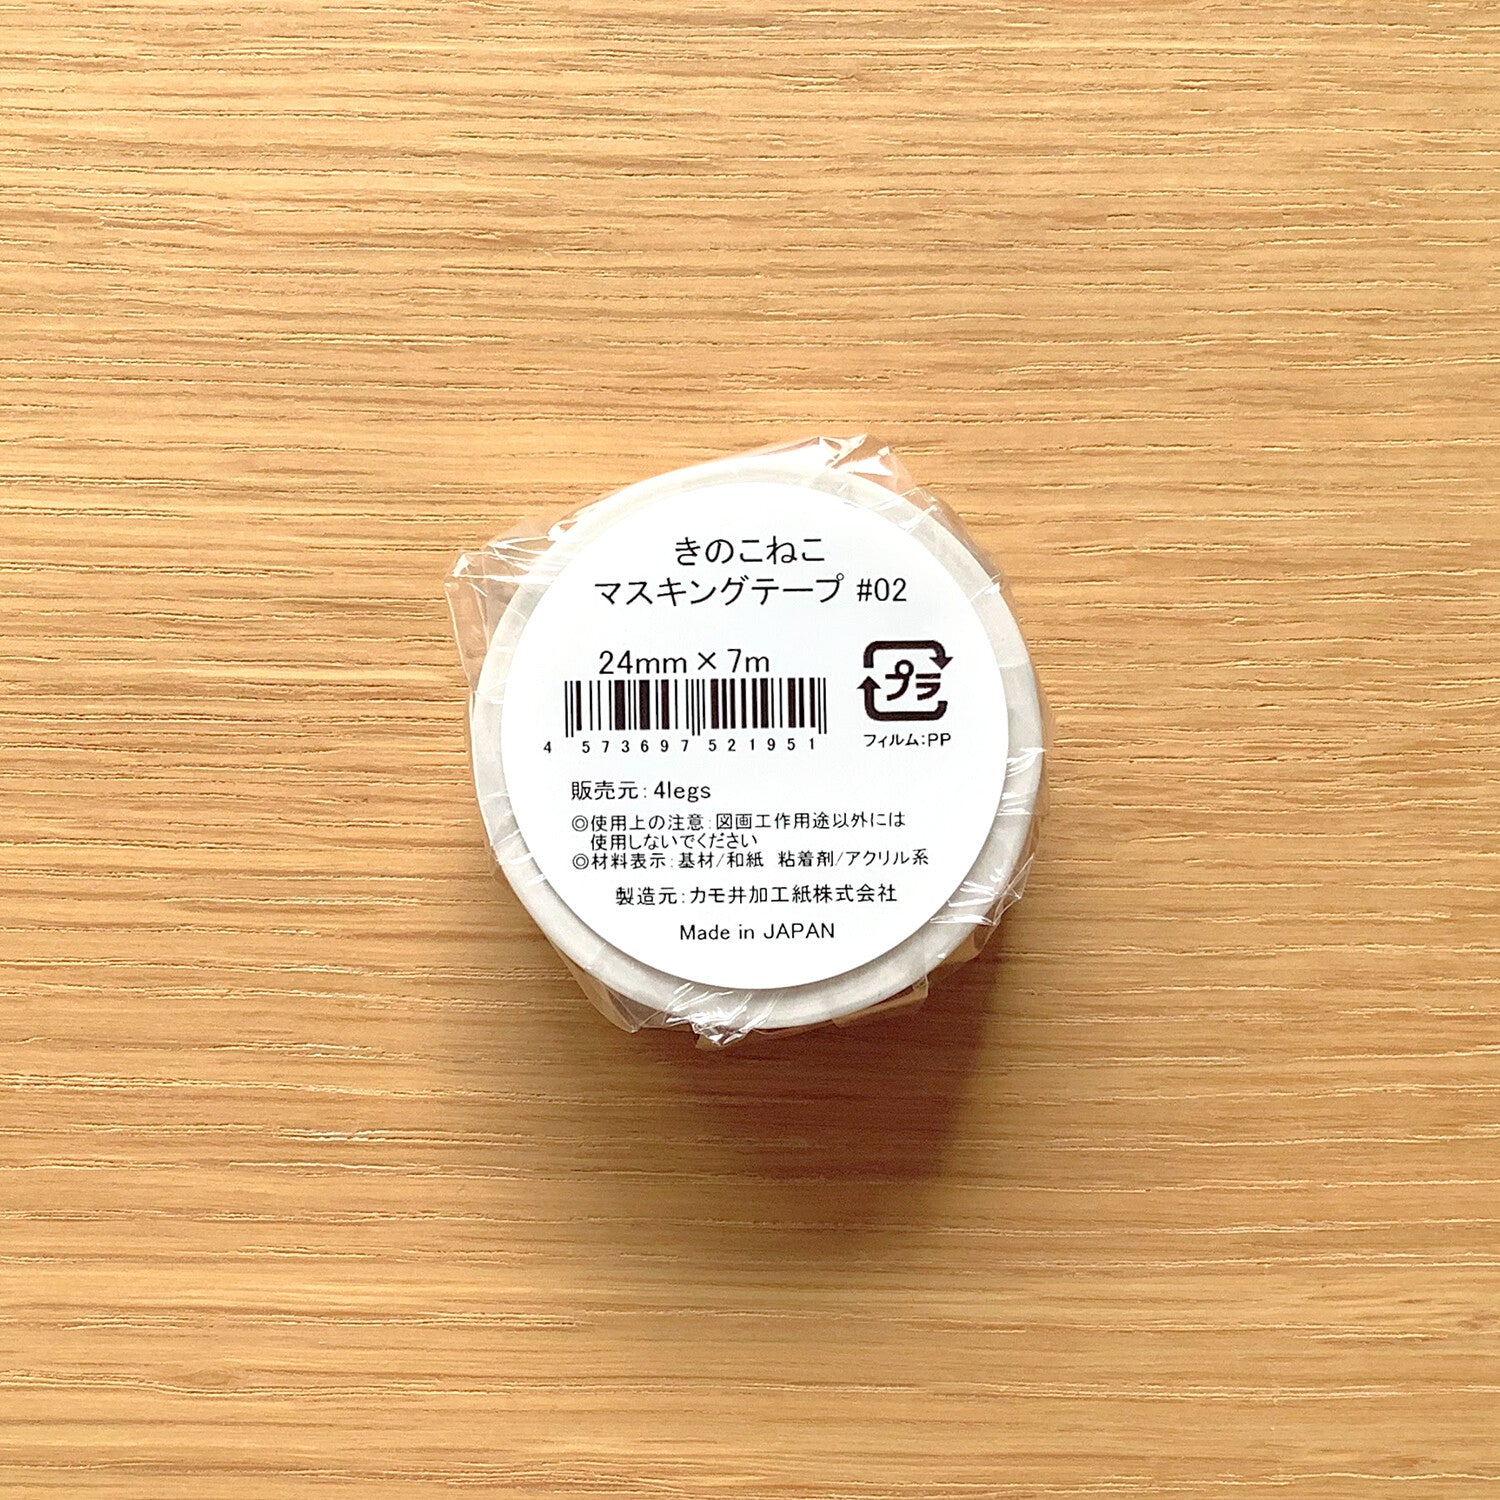 きのこねこ
マスキングテープ #02
24mm×7m
プラ
フィルム:PP
4 573697 521951
販売元: 4legs
◎使用上の注意:図画工作用途以外には
使用しないでください
◎材料表示:基材/和紙 粘着剤/アクリル系
製造元:カモ井加工紙株式会社
Made in JAPAN